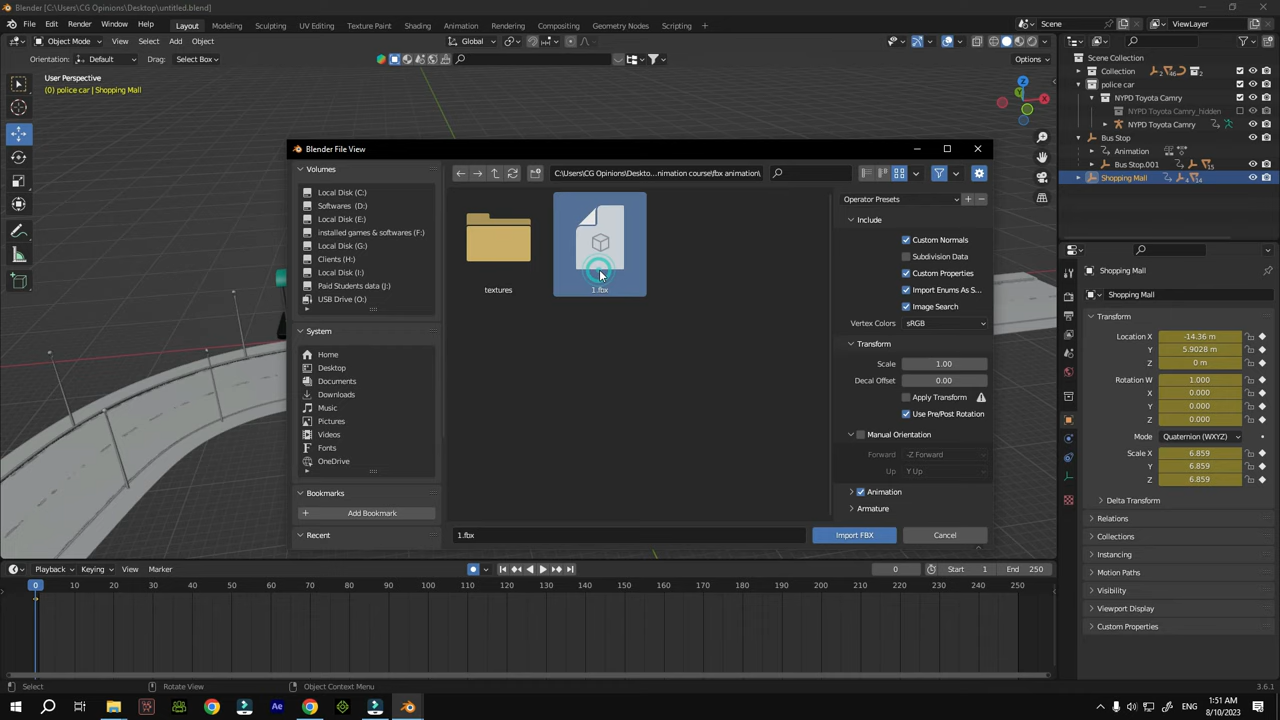 Blender [C:\Users\CG Opinions\Desktop\untitled.blend]
File Edit Render Window Help Layout Modeling Sculpting UV Editing Texture Paint Shading Animation Rendering Compositing Geometry Nodes Scripting + Scene ViewLayer
Object Mode View Select Add Object Global
Orientation: Default Drag: Select Box Options
User Perspective
(0) police car | Shopping Mall
Scene Collection
Collection
police car
NYPD Toyota Camry
NYPD Toyota Camry_hidden
NYPD Toyota Camry
Bus Stop
Animation
Bus Stop.001
Shopping Mall
Blender File View
Volumes
Local Disk (C:)
Softwares (D:)
Local Disk (E:)
installed games & softwares (F:)
Local Disk (G:)
Clients (H:)
Local Disk (I:)
Paid Students data (J:)
USB Drive (O:)
System
Home
Desktop
Documents
Downloads
Music
Pictures
Videos
Fonts
OneDrive
Bookmarks
Add Bookmark
Recent
C:\Users\CG Opinions\Deskto...nimation course\fbx animation\
textures
1.fbx
1.fbx
Import FBX
Cancel
Operator Presets
Include
Custom Normals
Subdivision Data
Custom Properties
Import Enums As S...
Image Search
Vertex Colors sRGB
Transform
Scale 1.00
Decal Offset 0.00
Apply Transform
Use Pre/Post Rotation
Manual Orientation
Forward -Z Forward
Up Y Up
Animation
Armature
Shopping Mall
Shopping Mall
Transform
Location X -14.36 m
Y 5.9028 m
Z 0 m
Rotation W 1.000
X 0.000
Y 0.000
Z 0.000
Mode Quaternion (WXYZ)
Scale X 6.859
Y 6.859
Z 6.859
Delta Transform
Relations
Collections
Instancing
Motion Paths
Visibility
Viewport Display
Custom Properties
Playback Keying View Marker 0 Start 1 End 250
0 10 20 30 40 50 60 70 80 90 100 110 120 130 140 150 160 170 180 190 200 210 220 230 240 250
Select Rotate View Object Context Menu 3.6.1
1:51 AM
8/10/2023